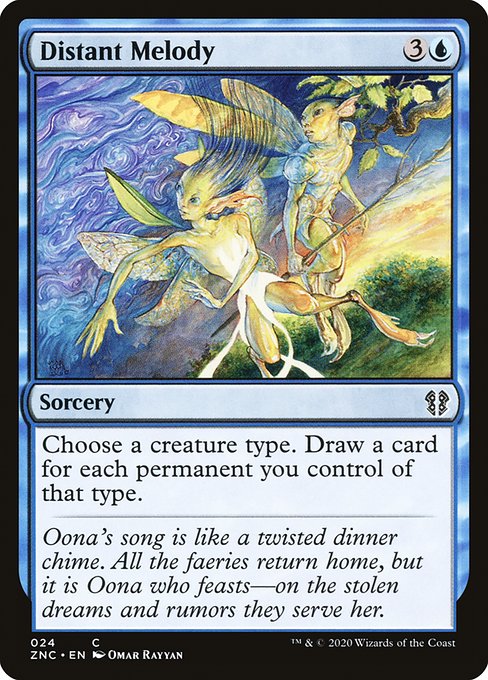 Distant Melody 3
Sorcery
Choose a creature type. Draw a card
for each permanent you control of
that type.
Oona's song is like a twisted dinner
chime. All the faeries return home, but
it is Oona who feasts—on the stolen
dreams and rumors they serve her.
024 C
ZNC • EN Omar Rayyan
™ & © 2020 Wizards of the Coast